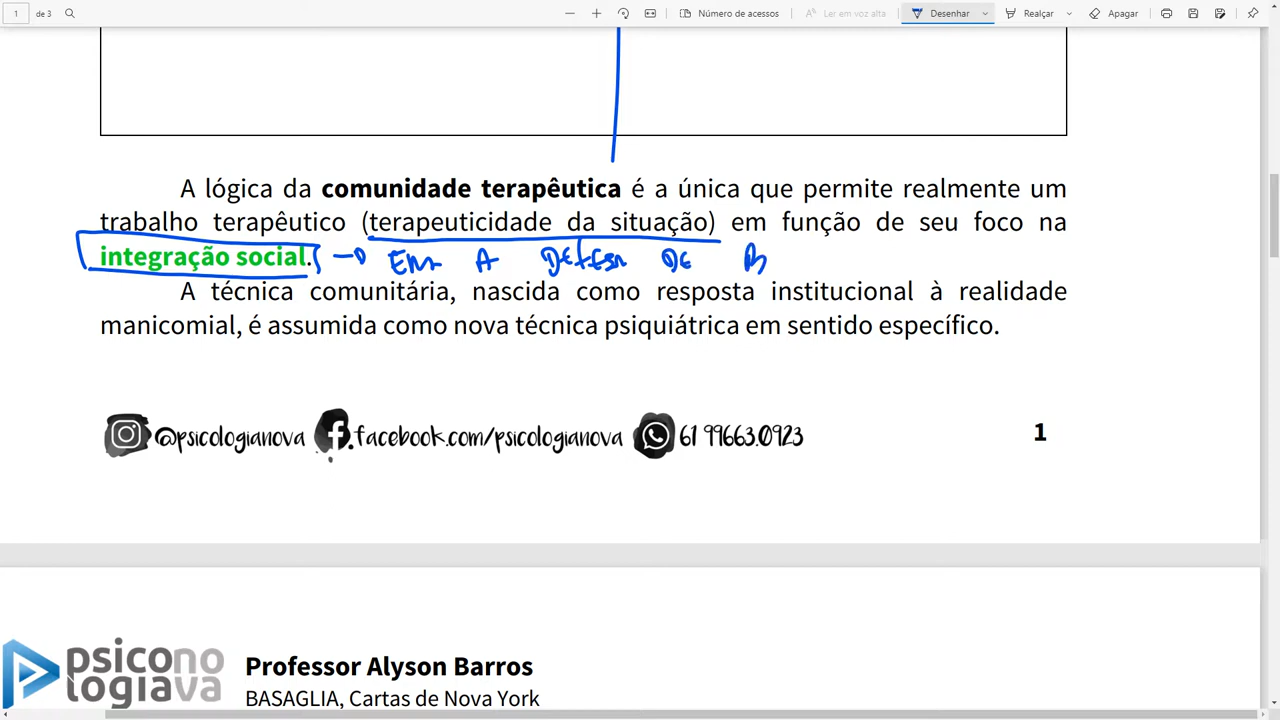 1 de 3 Número de acessos Ler em voz alta Desenhar Realçar Apagar
A lógica da comunidade terapêutica é a única que permite realmente um
trabalho terapêutico (terapeuticidade da situação) em função de seu foco na
integração social.
A DE
A técnica comunitária, nascida como resposta institucional à realidade
manicomial, é assumida como nova técnica psiquiátrica em sentido específico.
@psicologianova facebook.com/psicologianova 61 99663.0923 1
psicono
logiava
Professor Alyson Barros
BASAGLIA, Cartas de Nova York